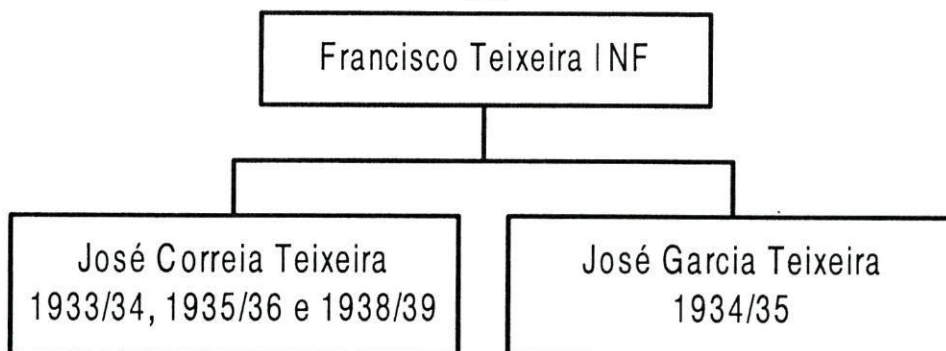 Francisco Teixeira INF
José Correia Teixeira
1933/34, 1935/36 e 1938/39
José Garcia Teixeira
1934/35